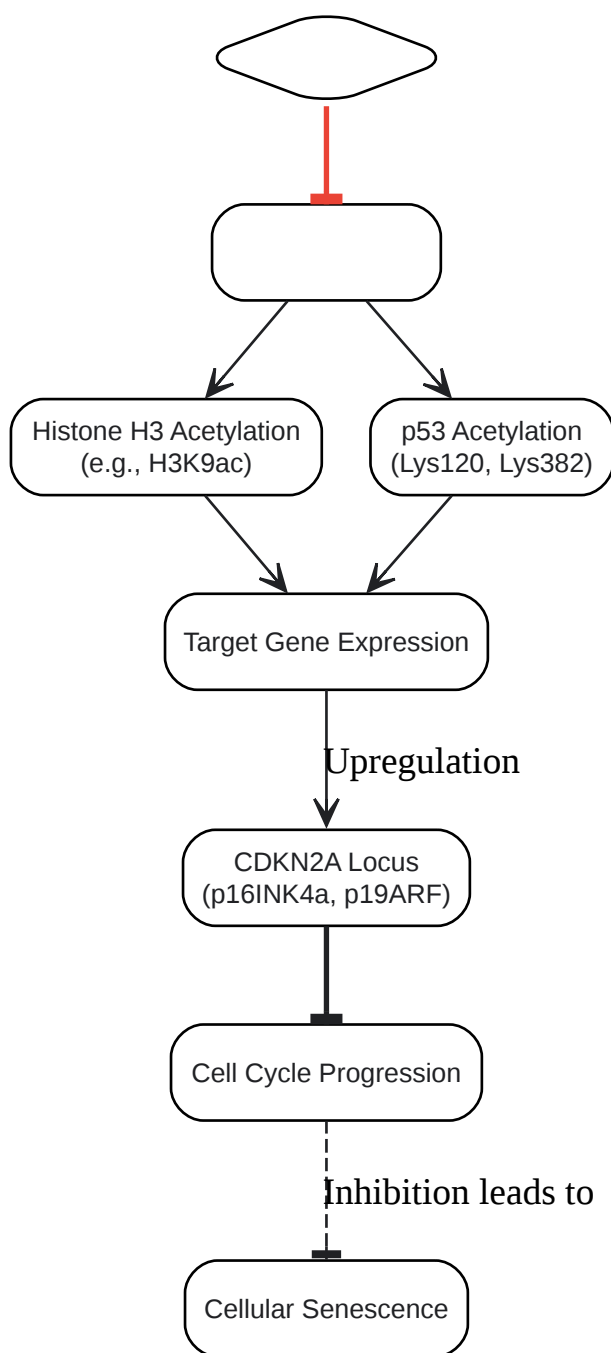 Histone H3 Acetylation
(e.g., H3K9ac)
p53 Acetylation
(Lys120, Lys382)
Target Gene Expression
Upregulation
CDKN2A Locus
(p16INK4a, p19ARF)
Cell Cycle Progression
Inhibition leads to
Cellular Senescence